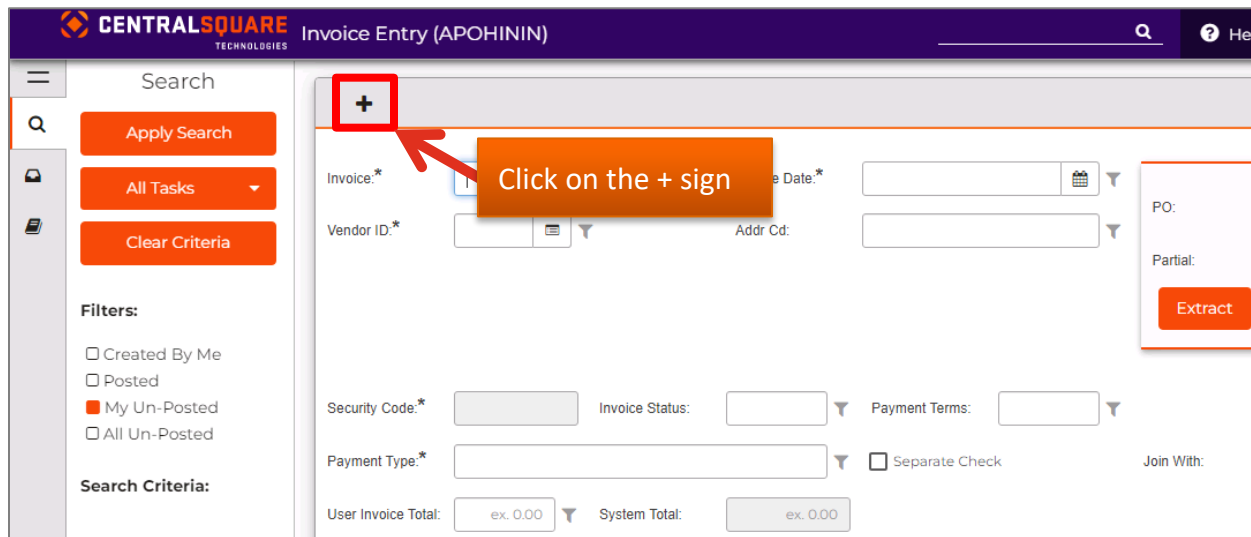 CENTRALSQUARE
TECHNOLOGIES
Invoice Entry (APOHININ)
? He
Search
Apply Search
All Tasks
Clear Criteria
Filters:
Created By Me
Posted
My Un-Posted
All Un-Posted
Search Criteria:
+
Click on the + sign
Invoice:*
e Date:*
Vendor ID:*
Addr Cd:
PO:
Partial:
Extract
Security Code:*
Invoice Status:
Payment Terms:
Payment Type:*
Separate Check
Join With:
User Invoice Total:
ex. 0.00
System Total:
ex. 0.00